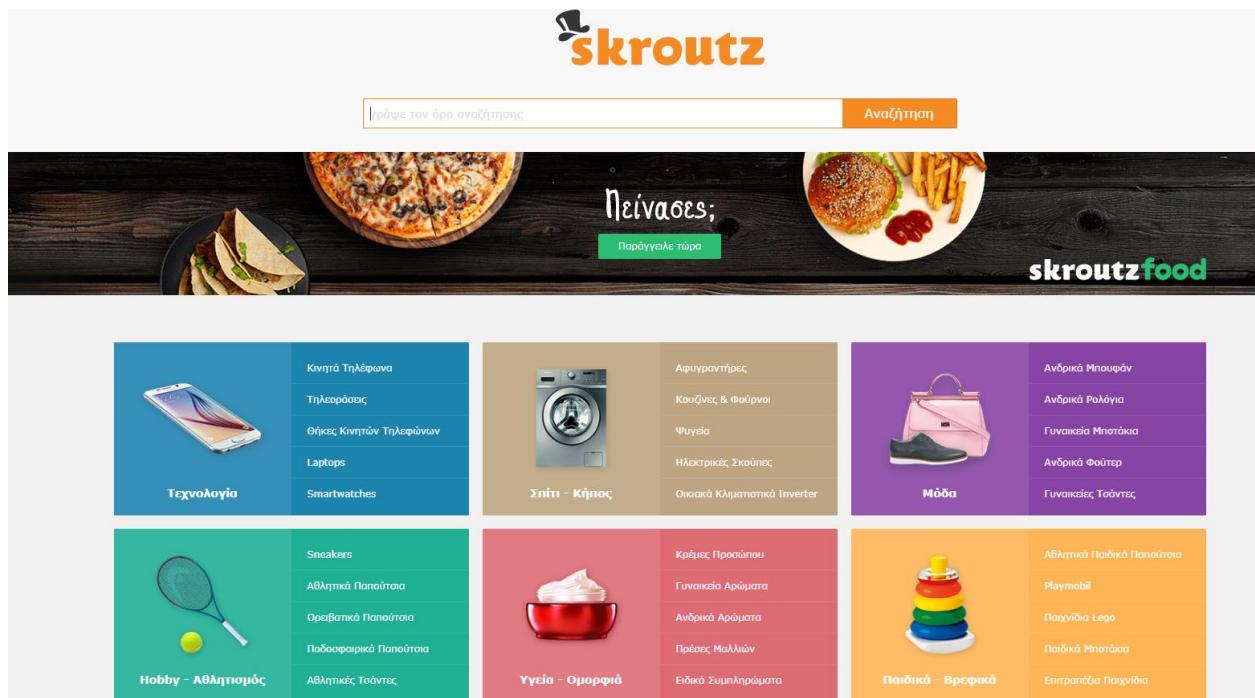 skroutz
γράψε τον όρο αναζήτησης
Αναζήτηση
Πείνασες;
Παράγγειλε τώρα
skroutzfood
Τεχνολογία
Κινητά Τηλέφωνα
Τηλεοράσεις
Θήκες Κινητών Τηλεφώνων
Laptops
Smartwatches
Σπίτι - Κήπος
Αφυγραντήρες
Κουζίνες & Φούρνοι
Ψυγεία
Ηλεκτρικές Σκούπες
Οικιακά Κλιματιστικά Inverter
Μόδα
Ανδρικά Μπουφάν
Ανδρικά Ρολόγια
Γυναικεία Μποτάκια
Ανδρικά Φούτερ
Γυναικείες Τσάντες
Hobby - Αθλητισμός
Sneakers
Αθλητικά Παπούτσια
Ορειβατικά Παπούτσια
Ποδοσφαιρικά Παπούτσια
Αθλητικές Τσάντες
Υγεία - Ομορφιά
Κρέμες Προσώπου
Γυναικεία Αρώματα
Ανδρικά Αρώματα
Πρέσες Μαλλιών
Ειδικά Συμπληρώματα
Παιδικά - Βρεφικά
Αθλητικά Παιδικά Παπούτσια
Playmobil
Παιχνίδια Lego
Παιδικά Μποτάκια
Επιτραπέζια Παιχνίδια